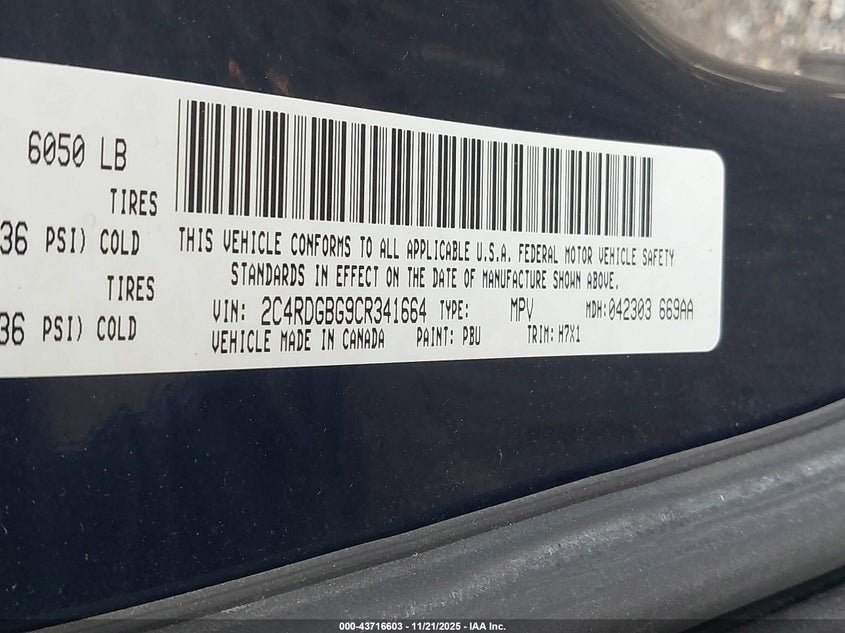 6050 LB
TIRES
36 PSI) COLD
TIRES
36 PSI) COLD
THIS VEHICLE CONFORMS TO ALL APPLICABLE U.S.A. FEDERAL MOTOR VEHICLE SAFETY
STANDARDS IN EFFECT ON THE DATE OF MANUFACTURE SHOWN ABOVE.
VIN: 2C4RDGBG9CR341664 TYPE: MPV MDH:042303 669AA
VEHICLE MADE IN CANADA PAINT: PBU TRIM: H7X1
000-43716603 - 11/21/2025 - IAA Inc.